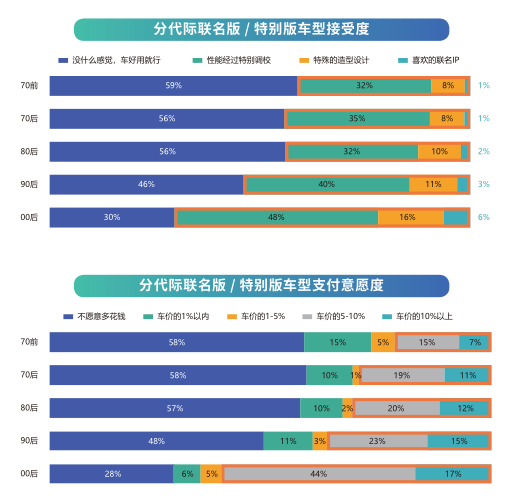 分代际联名版 / 特别版车型接受度
没什么感觉，车好用就行 性能经过特别调校 特殊的造型设计 喜欢的联名IP
70前 59% 32% 8% 1%
70后 56% 35% 8% 1%
80后 56% 32% 10% 2%
90后 46% 40% 11% 3%
00后 30% 48% 16% 6%
分代际联名版 / 特别版车型支付意愿度
不愿意多花钱 车价的1%以内 车价的1-5% 车价的5-10% 车价的10%以上
70前 58% 15% 5% 15% 7%
70后 58% 10% 1% 19% 11%
80后 57% 10% 2% 20% 12%
90后 48% 11% 3% 23% 15%
00后 28% 6% 5% 44% 17%